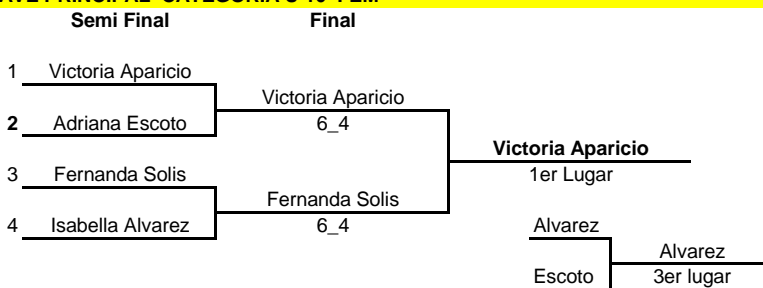 Semi Final Final
1 Victoria Aparicio
Victoria Aparicio
2 Adriana Escoto 6_4
Victoria Aparicio
3 Fernanda Solis 1er Lugar
Fernanda Solis
4 Isabella Alvarez 6_4 Alvarez
Alvarez
Escoto 3er lugar